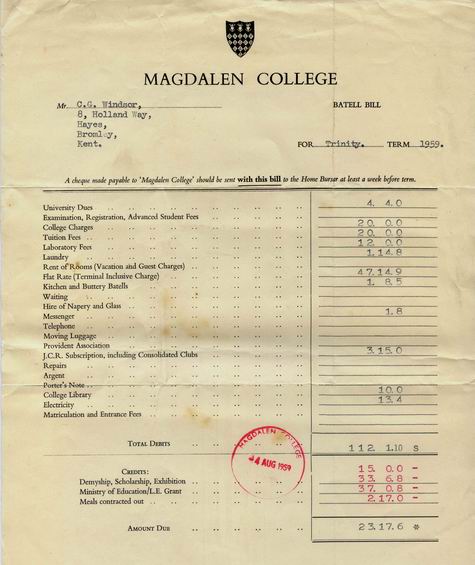 MAGDALEN COLLEGE
Mr. C.G. Windsor,
8, Holland Way,
Hayes,
Bromley,
Kent.
BATELL BILL
FOR Trinity. TERM 1959.
A cheque made payable to 'Magdalen College' should be sent with this bill to the Home Bursar at least a week before term.
University Dues 4. 4. 0
Examination, Registration, Advanced Student Fees
College Charges 20. 0. 0
Tuition Fees 20. 0. 0
Laboratory Fees 12. 0. 0
Laundry 1.14. 8
Rent of Rooms (Vacation and Guest Charges)
Flat Rate (Terminal Inclusive Charge) 47.14. 9
Kitchen and Buttery Batells 1. 8. 5
Waiting
Hire of Napery and Glass
Messenger 1. 8
Telephone
Moving Luggage
Provident Association
J.C.R. Subscription, including Consolidated Clubs 3.15. 0
Repairs
Argent
Porter's Note
College Library 10. 0
Electricity 13. 4
Matriculation and Entrance Fees
TOTAL DEBITS 112. 1.10 S
MAGDALEN COLLEGE
4 AUG 1959
CREDITS: 15. 0. 0 -
Demyship, Scholarship, Exhibition 33. 6. 8 -
Ministry of Education/L.E. Grant 37. 0. 8 -
Meals contracted out 2.17. 0 -
AMOUNT DUE 23.17. 6 *